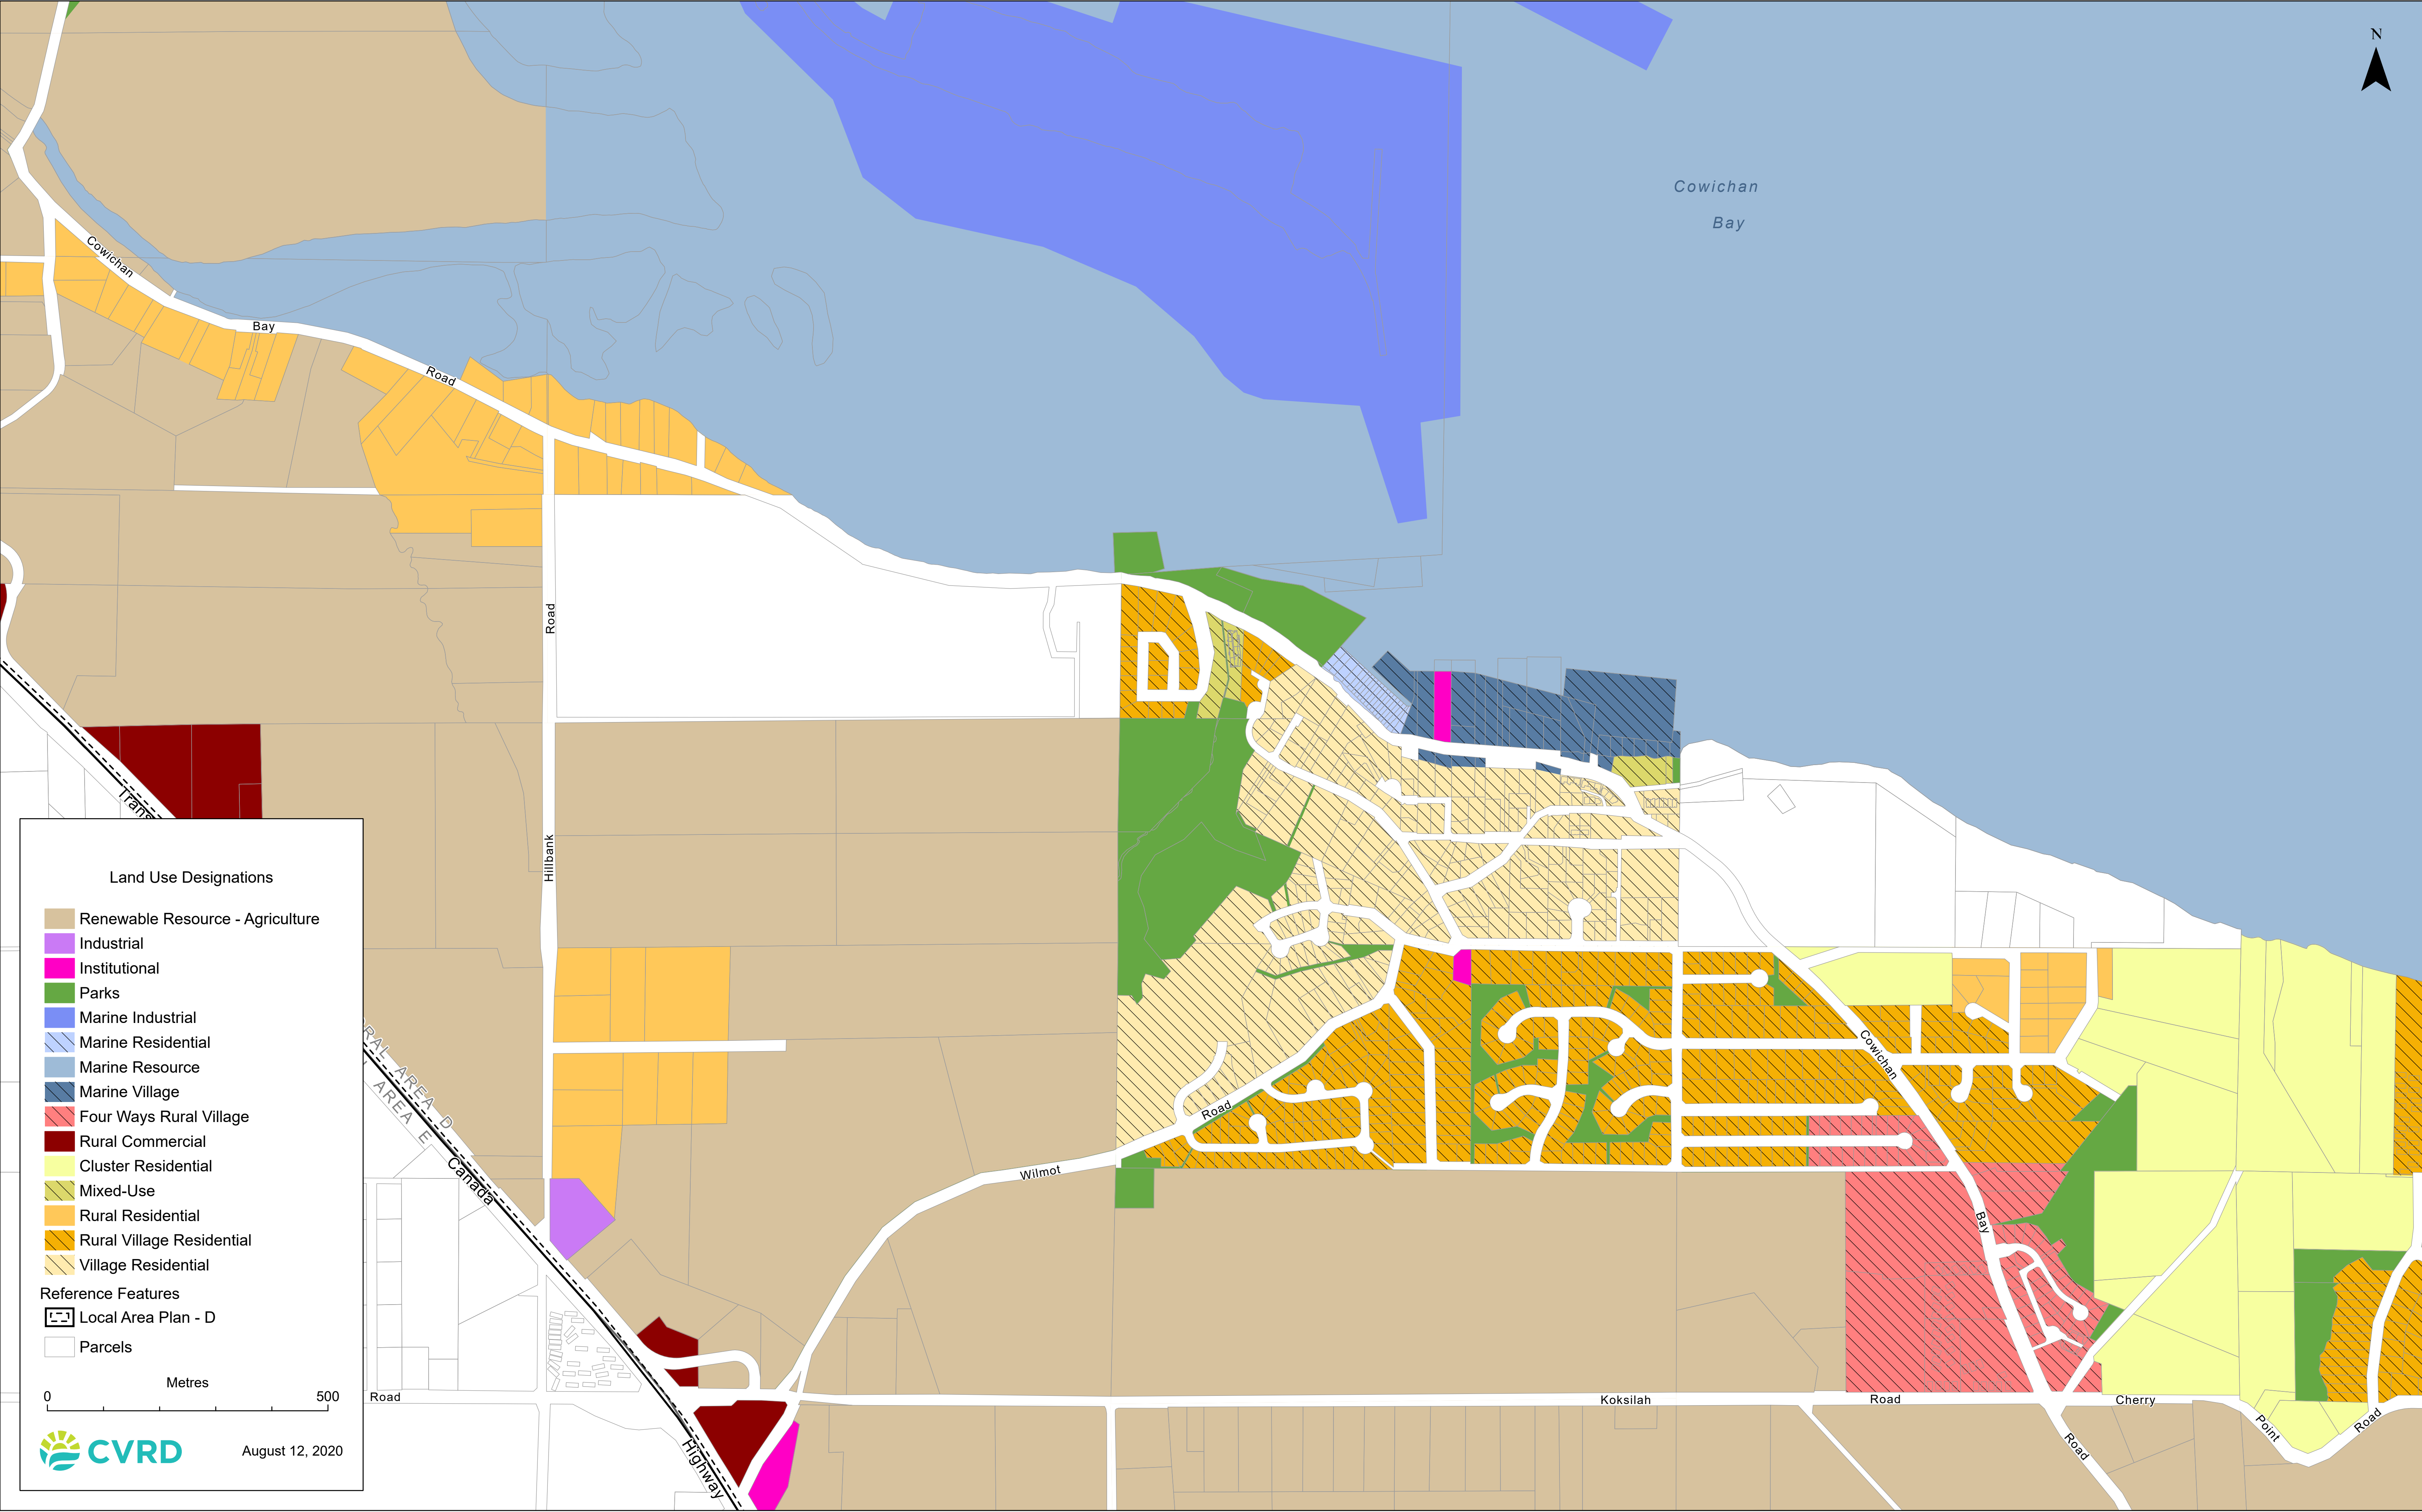 N
Cowichan
Bay
Cowichan
Bay
Road
Road
Hillbank
Trans
Canada
Highway
RAL AREA D
L AREA E
Road
Wilmot
Road
Cowichan
Bay
Road
Koksilah
Road
Cherry
Point
Road
Land Use Designations
Renewable Resource - Agriculture
Industrial
Institutional
Parks
Marine Industrial
Marine Residential
Marine Resource
Marine Village
Four Ways Rural Village
Rural Commercial
Cluster Residential
Mixed-Use
Rural Residential
Rural Village Residential
Village Residential
Reference Features
Local Area Plan - D
Parcels
Metres
0 500
CVRD August 12, 2020